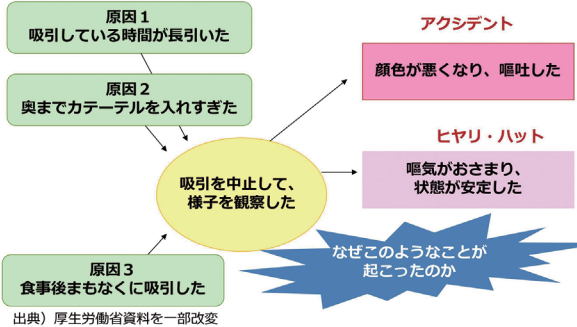 原因１
吸引している時間が長引いた
原因２
奥までカテーテルを入れすぎた
原因３
食事後まもなくに吸引した
吸引を中止して、
様子を観察した
アクシデント
顔色が悪くなり、嘔吐した
ヒヤリ・ハット
嘔気がおさまり、
状態が安定した
なぜこのようなことが
起こったのか
出典）厚生労働省資料を一部改変